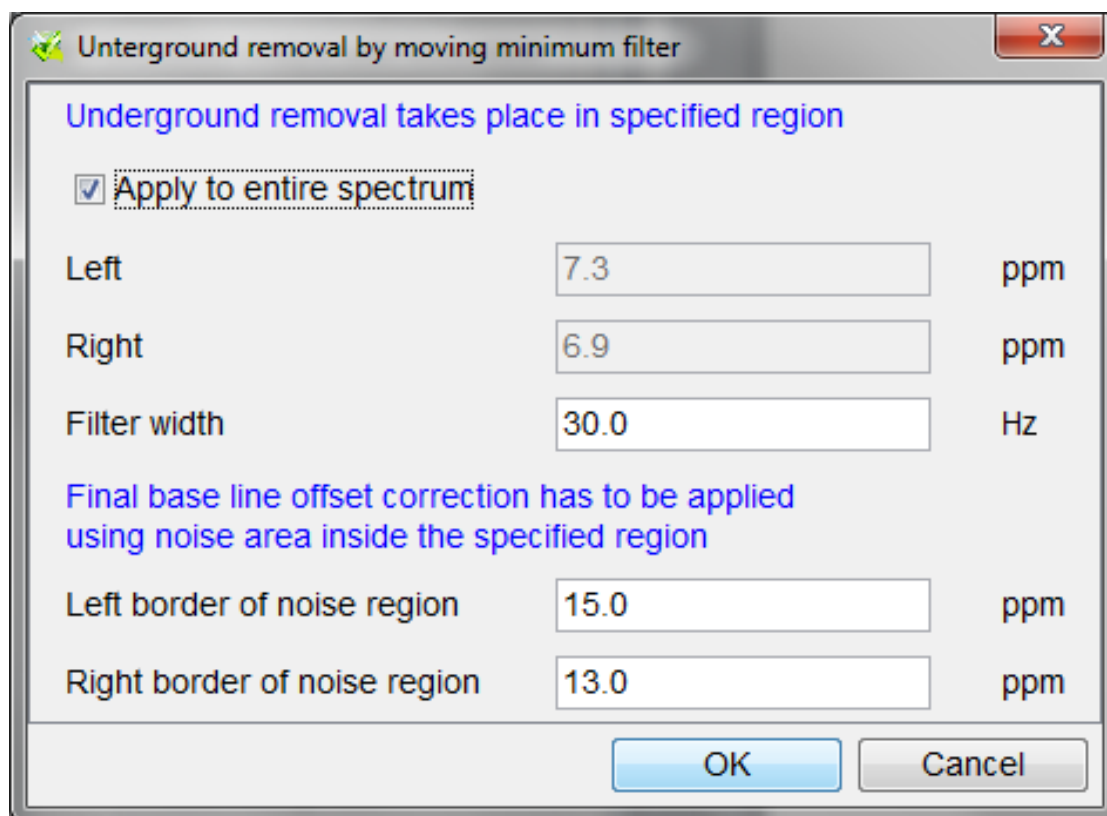 Unterground removal by moving minimum filter
Underground removal takes place in specified region
Apply to entire spectrum
Left 7.3 ppm
Right 6.9 ppm
Filter width 30.0 Hz
Final base line offset correction has to be applied
using noise area inside the specified region
Left border of noise region 15.0 ppm
Right border of noise region 13.0 ppm
OK Cancel